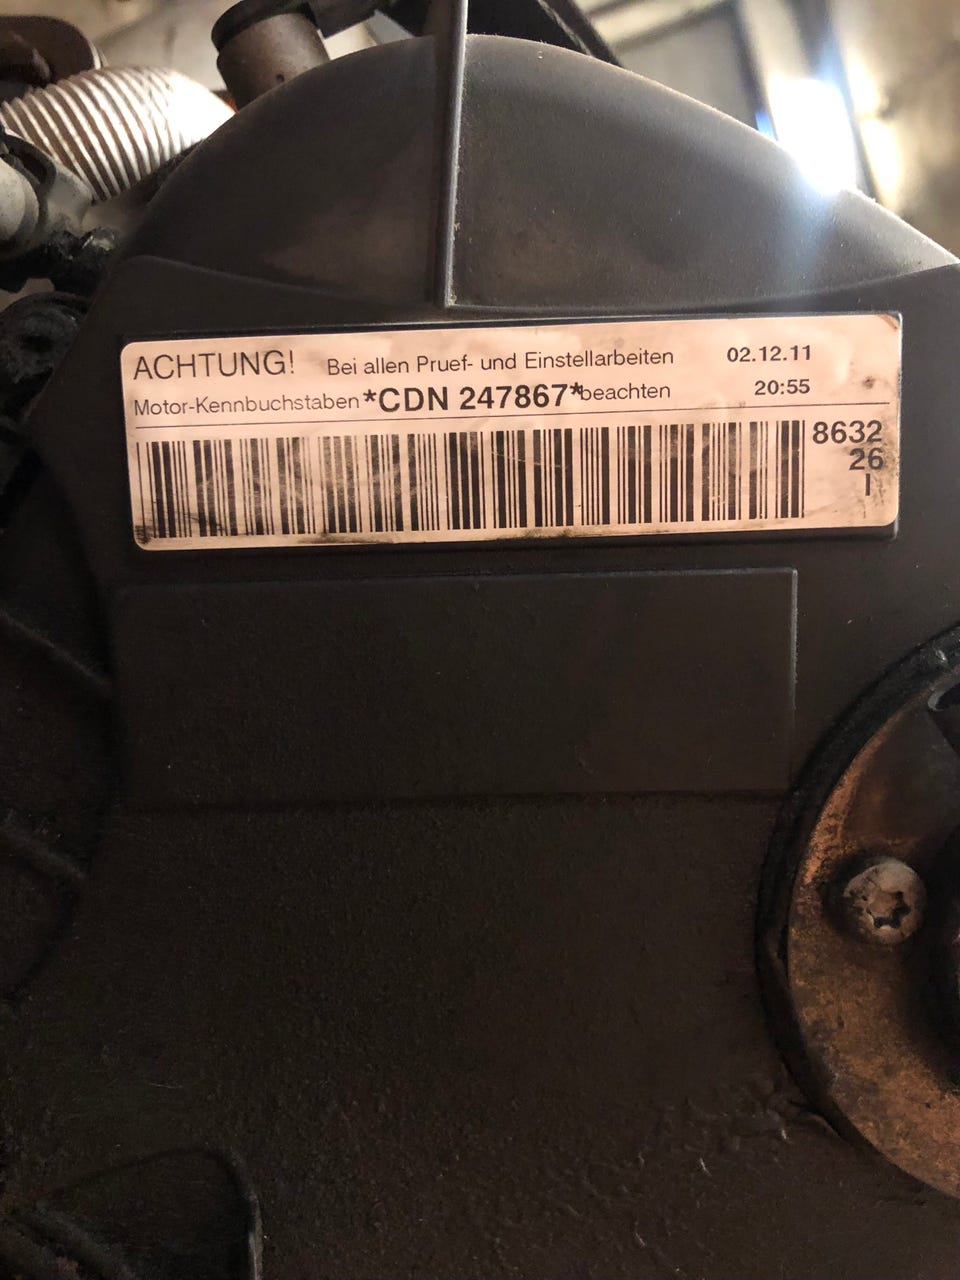 ACHTUNG! Bei allen Pruef- und Einstellarbeiten 02.12.11
Motor-Kennbuchstaben *CDN 247867* beachten 20:55
8632
26
I